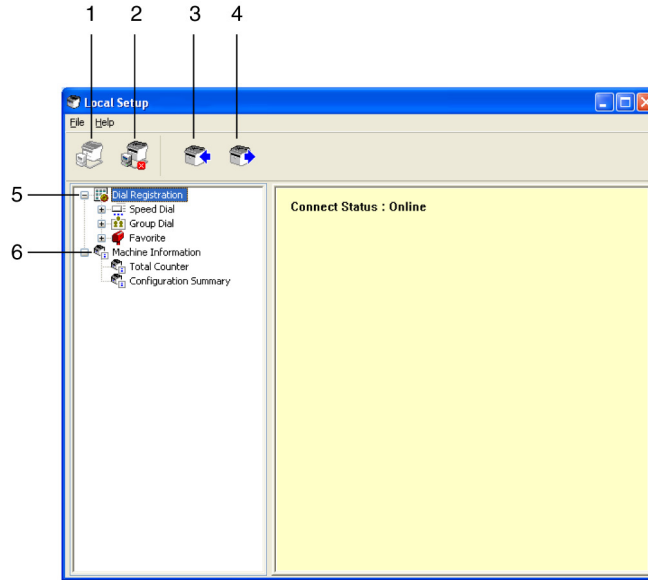 1 2 3 4
Local Setup
File Help
5
Dial Registration
Speed Dial
Group Dial
Favorite
6
Machine Information
Total Counter
Configuration Summary
Connect Status : Online